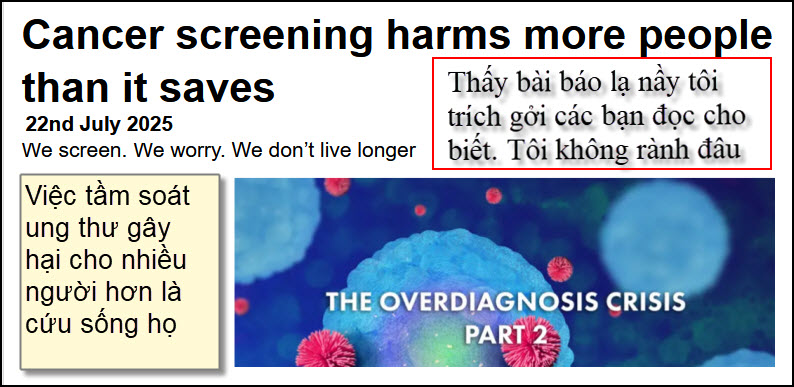 Cancer screening harms more people
than it saves
22nd July 2025
We screen. We worry. We don't live longer
Thấy bài báo lạ nầy tôi
trích gởi các bạn đọc cho
biết. Tôi không rành đâu
Việc tầm soát
ung thư gây
hại cho nhiều
người hơn là
cứu sống họ
THE OVERDIAGNOSIS CRISIS
PART 2